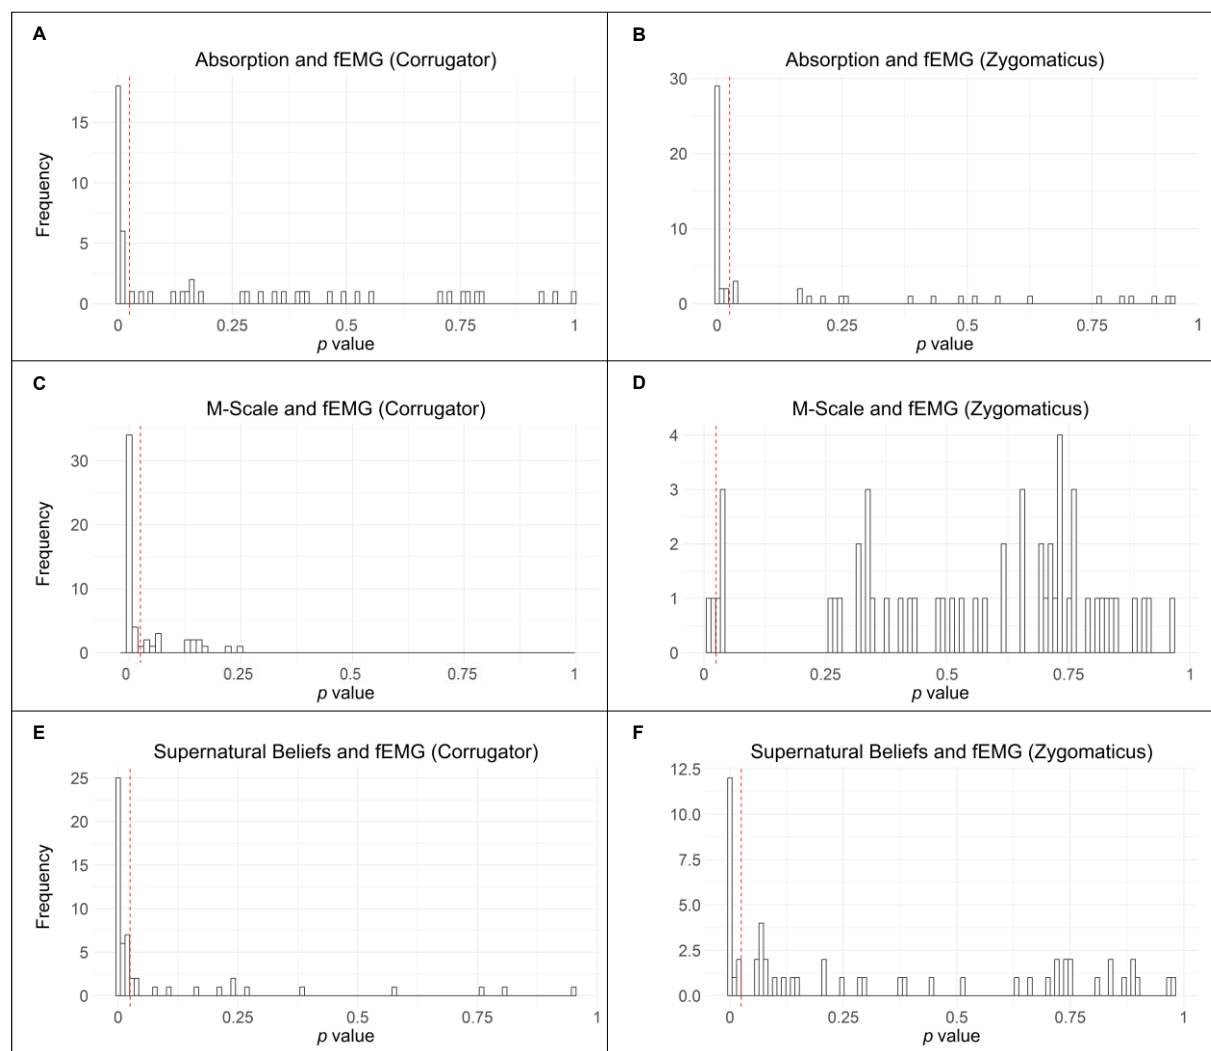 A
Absorption and fEMG (Corrugator)
Frequency
15
10
5
0
0 0.25 0.5 0.75 1
p value
B
Absorption and fEMG (Zygomaticus)
30
20
10
0
0 0.25 0.5 0.75 1
p value
C
M-Scale and fEMG (Corrugator)
Frequency
30
20
10
0
0 0.25 0.5 0.75 1
p value
D
M-Scale and fEMG (Zygomaticus)
4
3
2
1
0
0 0.25 0.5 0.75 1
p value
E
Supernatural Beliefs and fEMG (Corrugator)
Frequency
25
20
15
10
5
0
0 0.25 0.5 0.75 1
p value
F
Supernatural Beliefs and fEMG (Zygomaticus)
12.5
10.0
7.5
5.0
2.5
0.0
0 0.25 0.5 0.75 1
p value